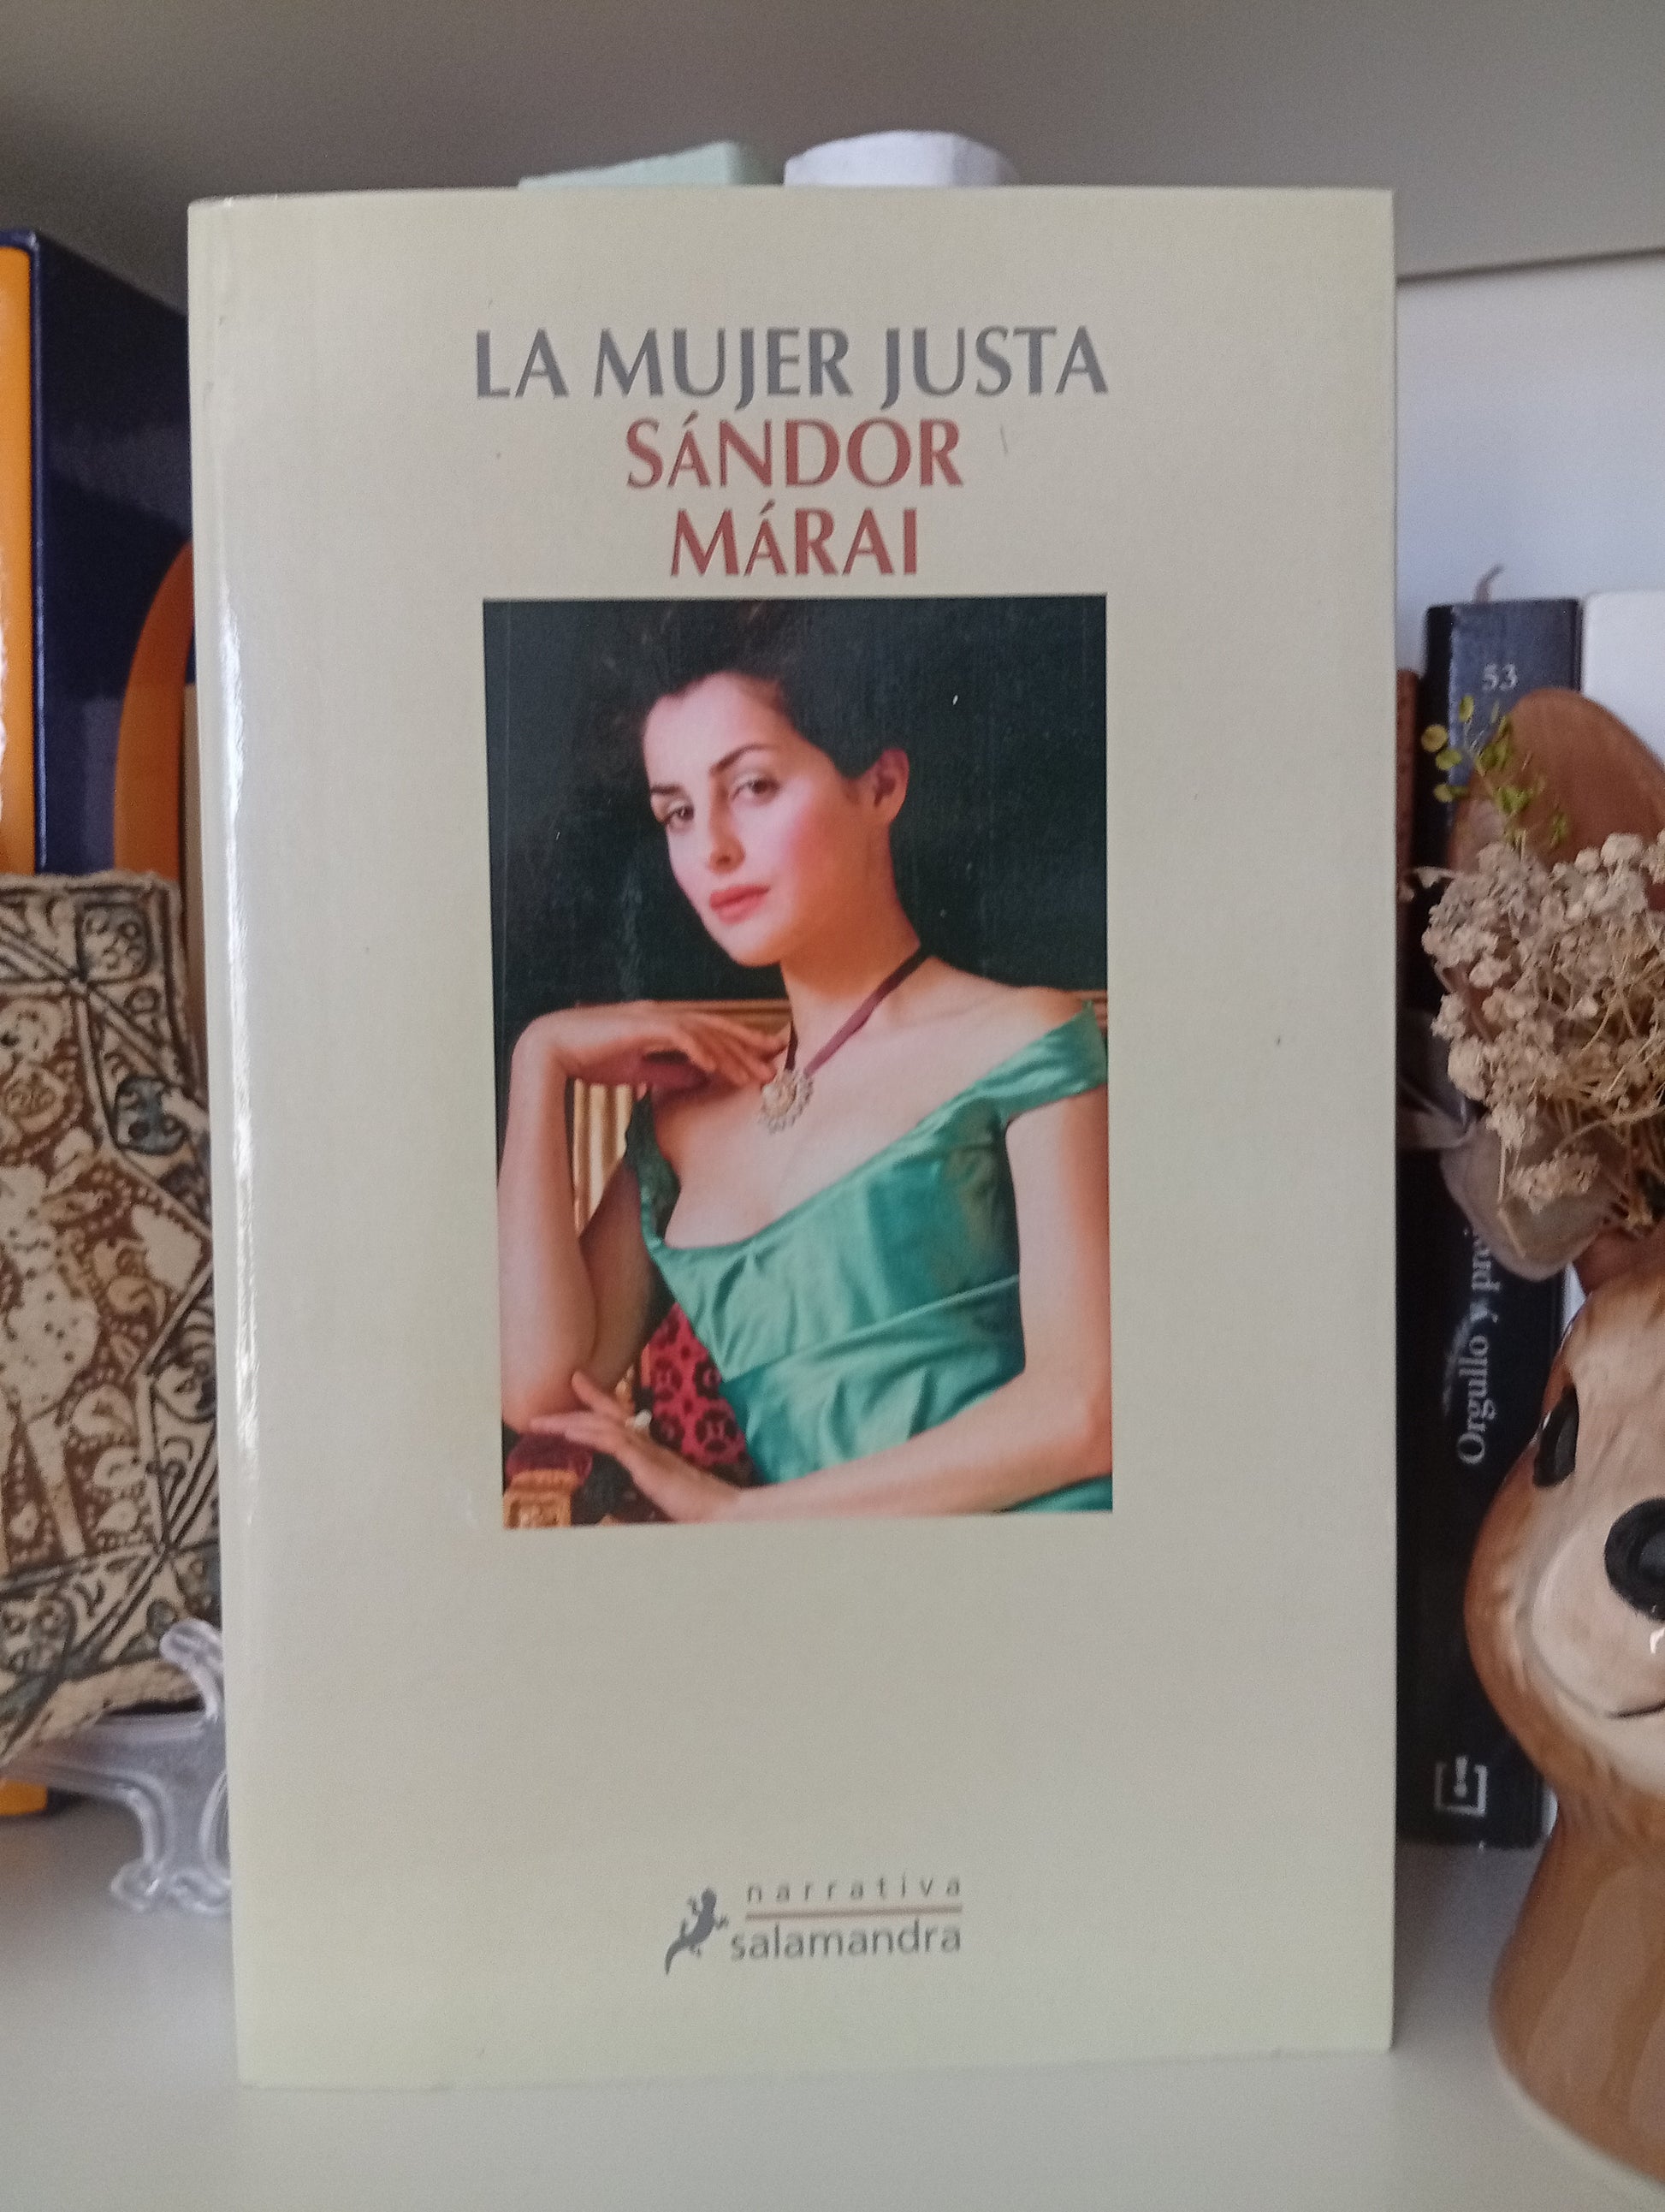 LA MUJER JUSTA
SÁNDOR
MÁRAI
narrativa
salamandra
53
Orgullo y